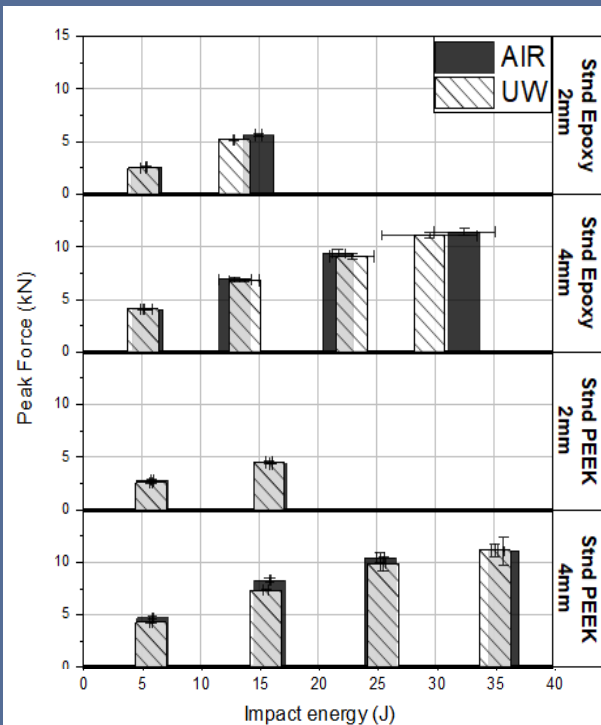 15
10
5
0
AIR
UW
Stnd Epoxy
2mm
10
5
0
Stnd Epoxy
4mm
10
5
0
Stnd PEEK
2mm
10
5
0
Stnd PEEK
4mm
Peak Force (kN)
0 5 10 15 20 25 30 35 40
Impact energy (J)